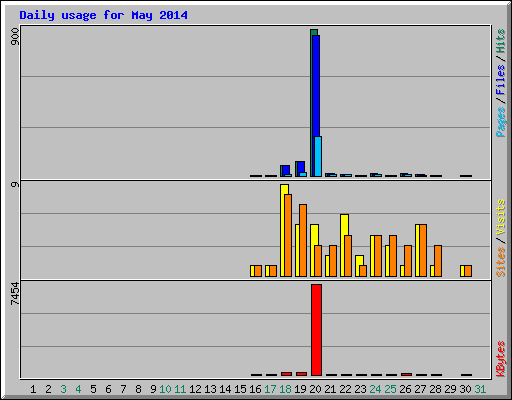 Daily usage for May 2014
900
9
7454
Pages / Files / Hits
Sites / Visits
KBytes
1 2 3 4 5 6 7 8 9 10 11 12 13 14 15 16 17 18 19 20 21 22 23 24 25 26 27 28 29 30 31